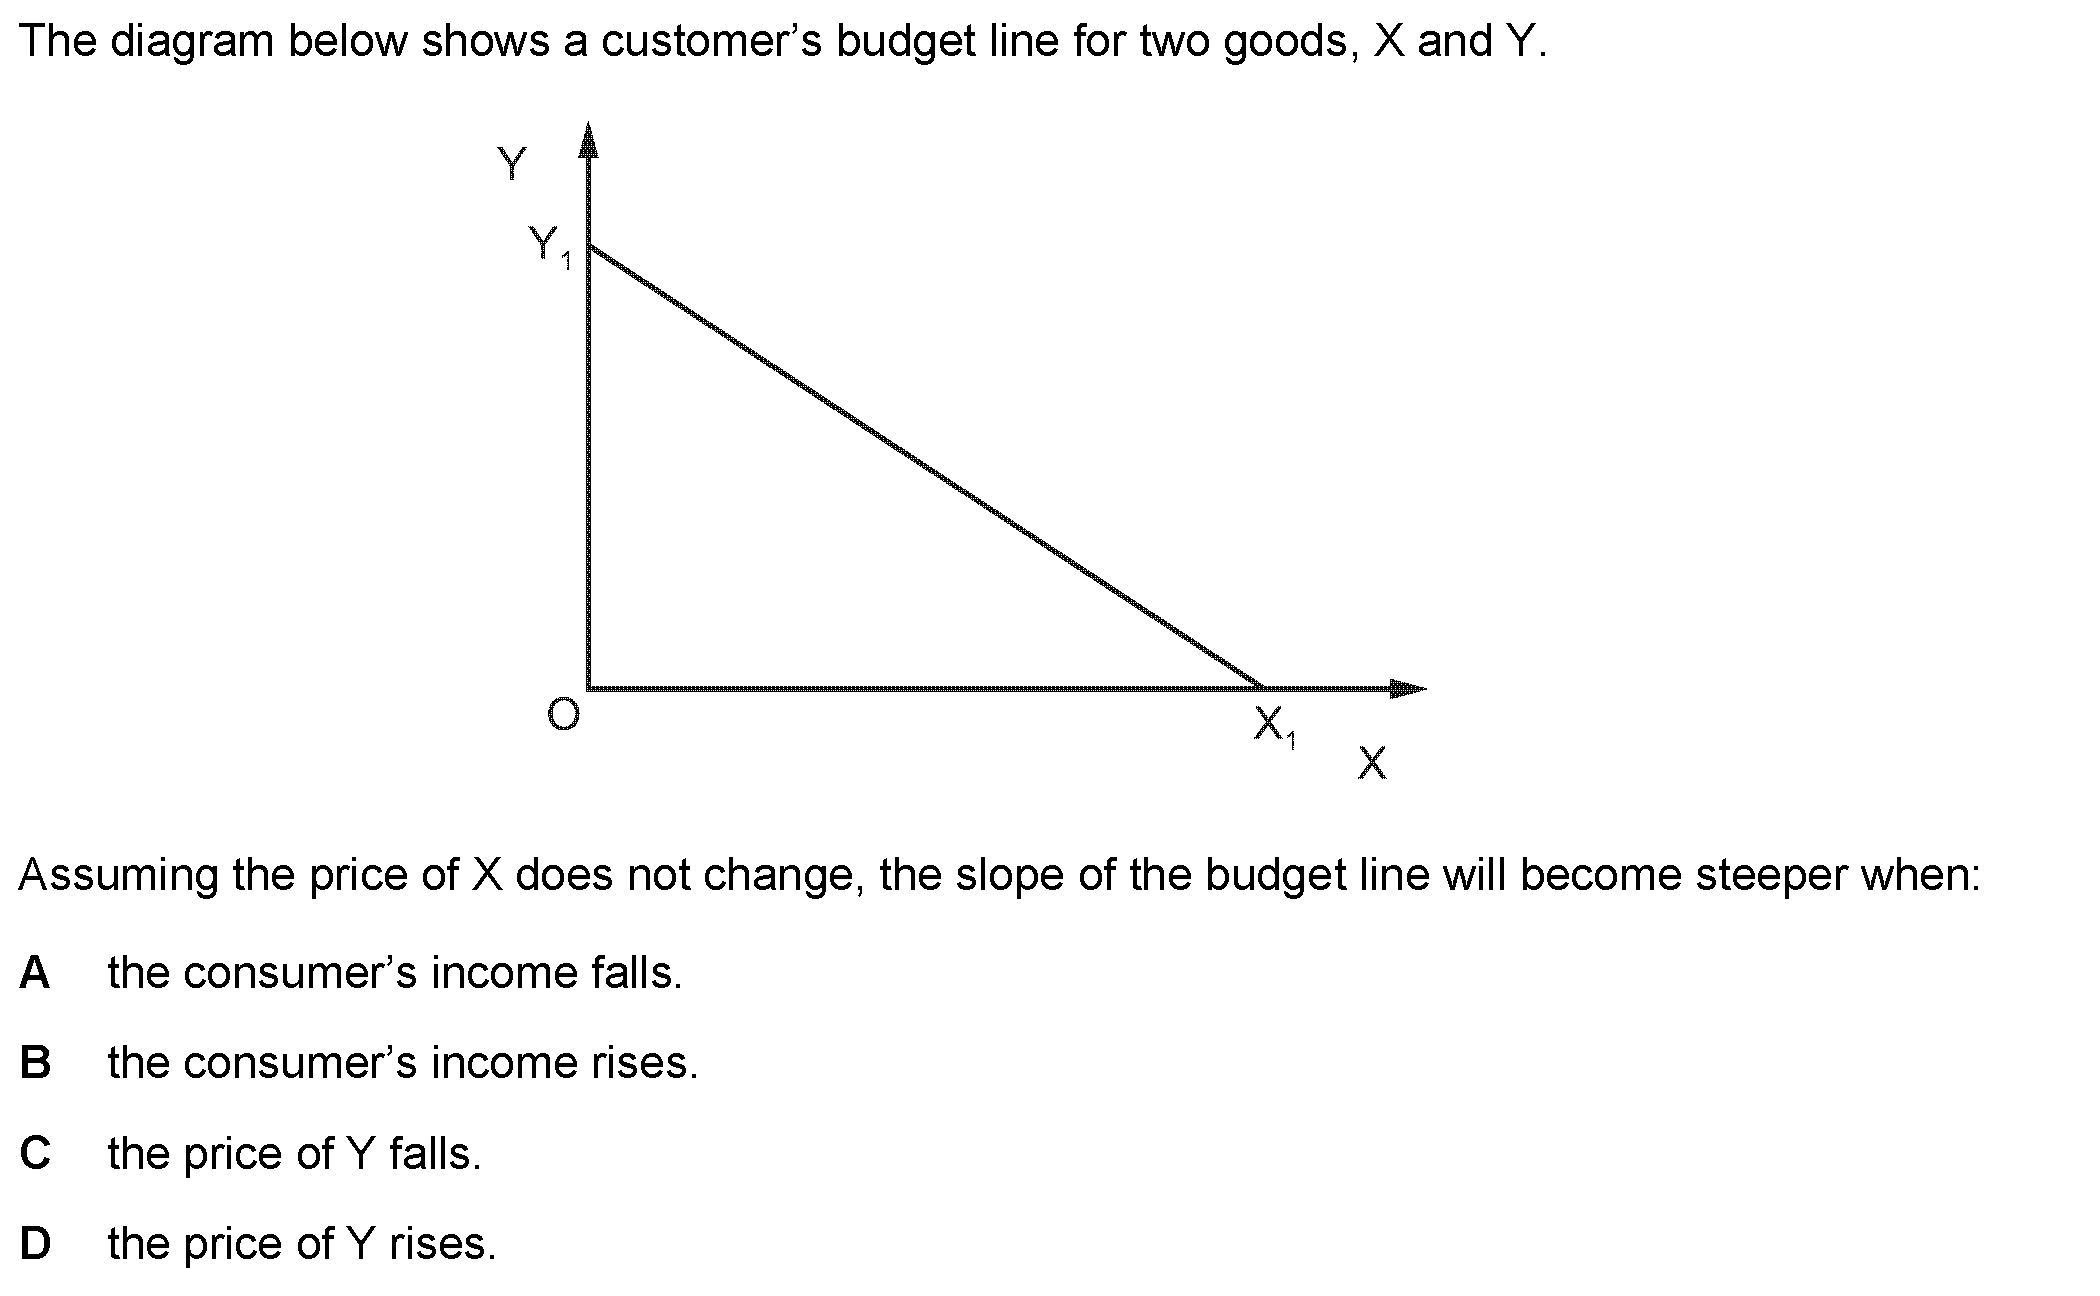 The diagram below shows a customer’s budget line for two goods, X and Y.
Y
Y1
O
X1
X
Assuming the price of X does not change, the slope of the budget line will become steeper when:
A the consumer’s income falls.
B the consumer’s income rises.
C the price of Y falls.
D the price of Y rises.